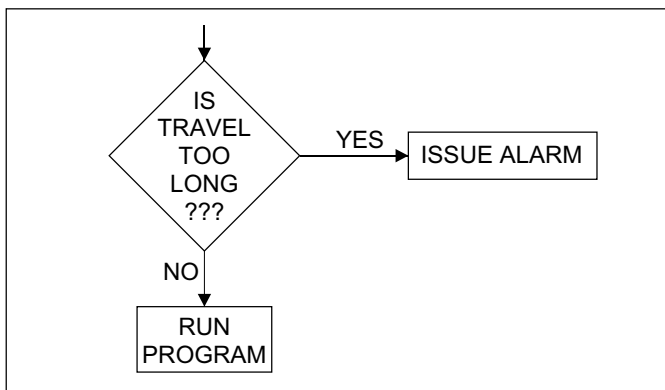 IS
TRAVEL
TOO
LONG
???
YES
ISSUE ALARM
NO
RUN
PROGRAM